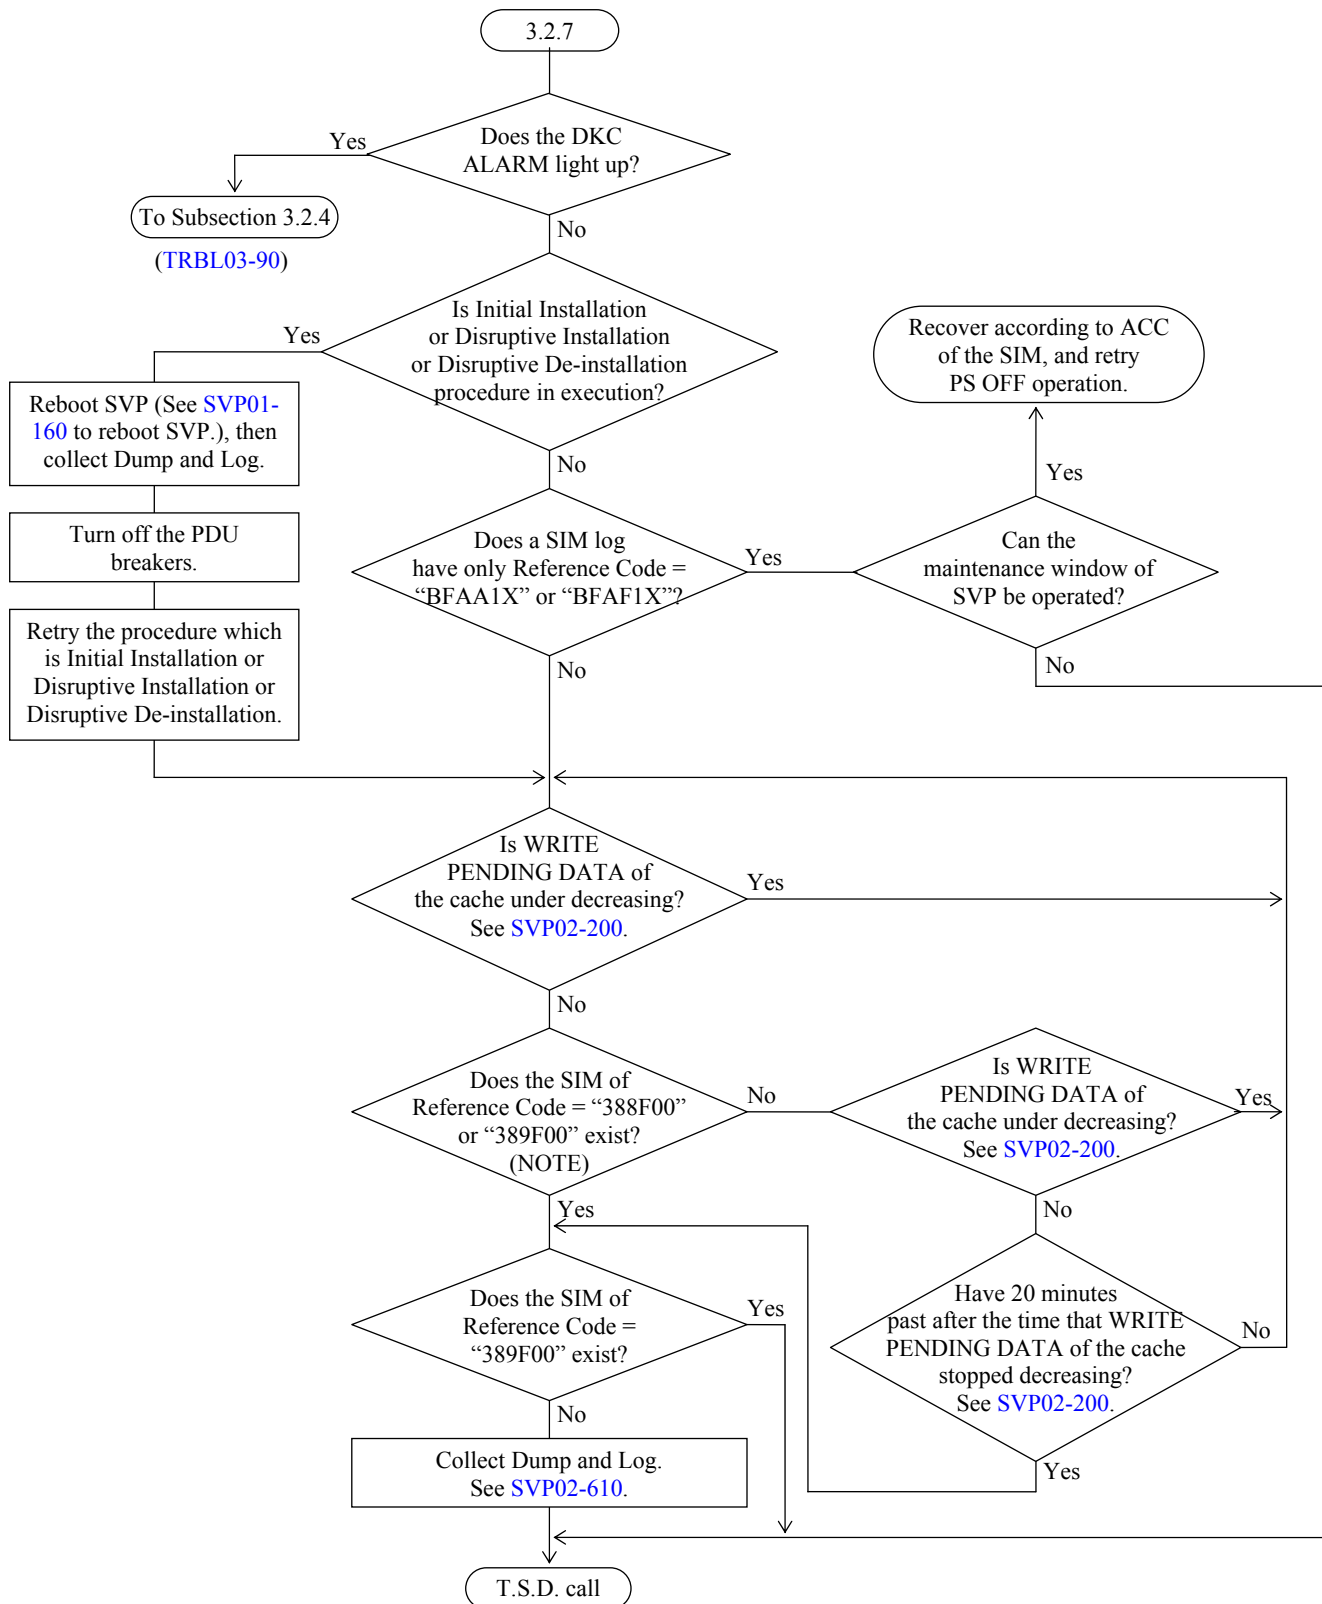 3.2.7
Does the DKC
ALARM light up?
Yes
To Subsection 3.2.4
(TRBL03-90)
No
Is Initial Installation
or Disruptive Installation
or Disruptive De-installation
procedure in execution?
Yes
Reboot SVP (See SVP01-
160 to reboot SVP.), then
collect Dump and Log.
Turn off the PDU
breakers.
Retry the procedure which
is Initial Installation or
Disruptive Installation or
Disruptive De-installation.
No
Does a SIM log
have only Reference Code =
“BFAA1X” or “BFAF1X”?
Yes
Can the
maintenance window of
SVP be operated?
Yes
Recover according to ACC
of the SIM, and retry
PS OFF operation.
No
No
Is WRITE
PENDING DATA of
the cache under decreasing?
See SVP02-200.
Yes
No
Does the SIM of
Reference Code = “388F00”
or “389F00” exist?
(NOTE)
No
Is WRITE
PENDING DATA of
the cache under decreasing?
See SVP02-200.
Yes
No
Have 20 minutes
past after the time that WRITE
PENDING DATA of the cache
stopped decreasing?
See SVP02-200.
No
Yes
Yes
Does the SIM of
Reference Code =
“389F00” exist?
Yes
No
Collect Dump and Log.
See SVP02-610.
T.S.D. call